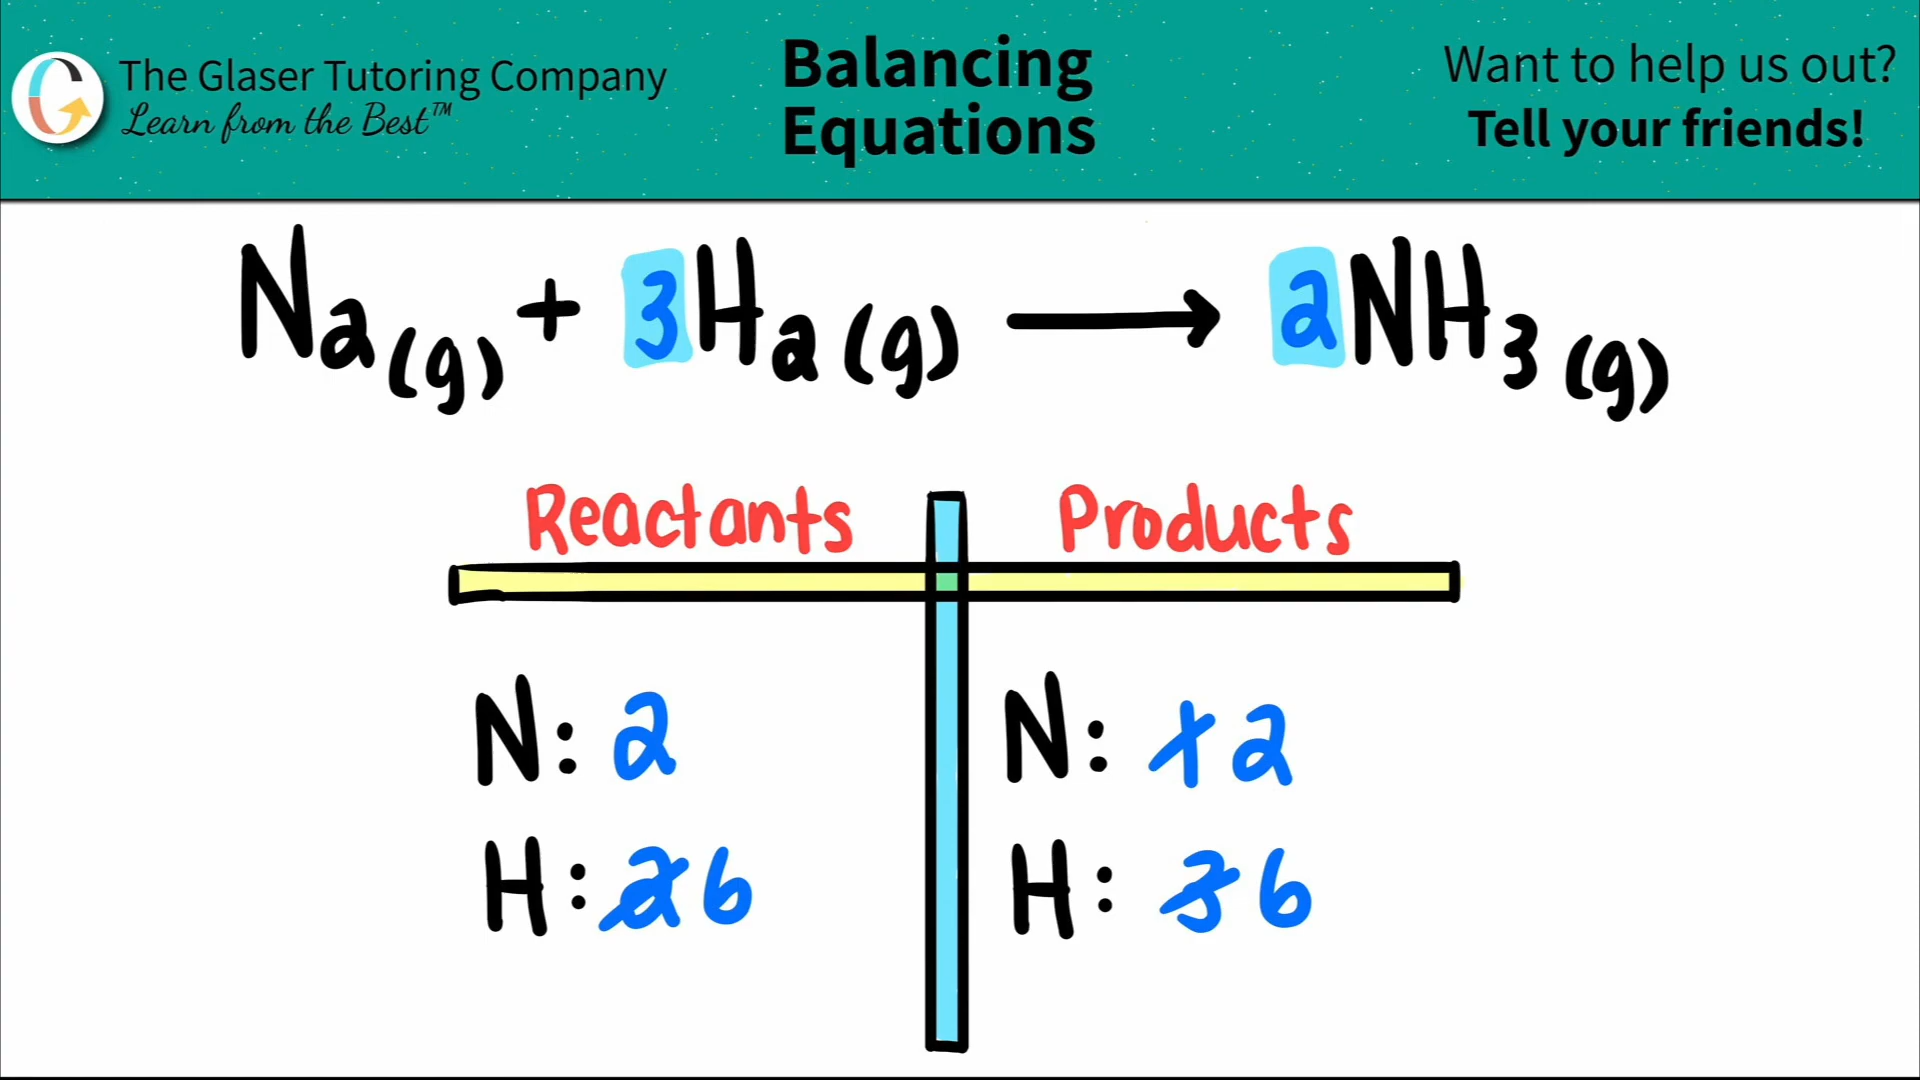 The Glaser Tutoring Company
Learn from the Best™
Balancing
Equations
Want to help us out?
Tell your friends!
N₂(g) + 3H₂(g) → 2NH₃(g)
Reactants Products
N: 2 N: 1 2
H: 2 6 H: 3 6